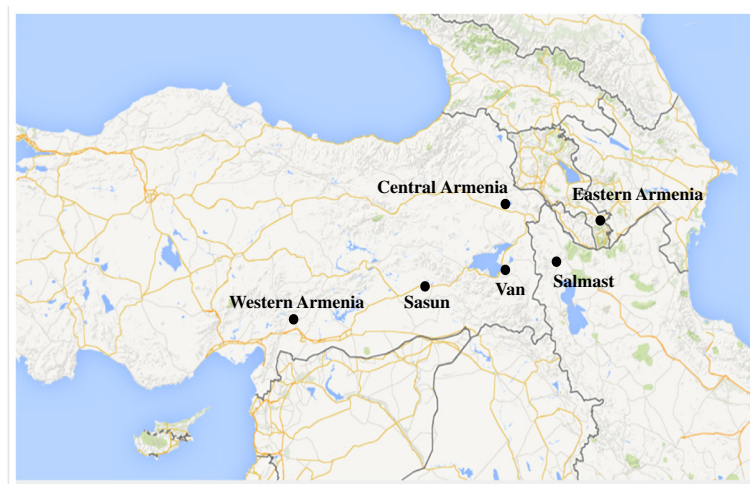 Central Armenia
Eastern Armenia
Van
Salmast
Western Armenia
Sasun